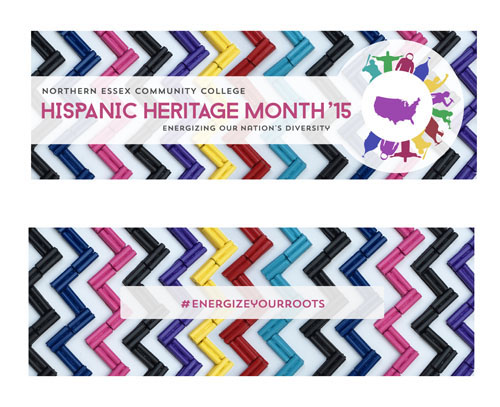 NORTHERN ESSEX COMMUNITY COLLEGE
HISPANIC HERITAGE MONTH '15
ENERGIZING OUR NATION'S DIVERSITY
#ENERGIZEYOURROOTS